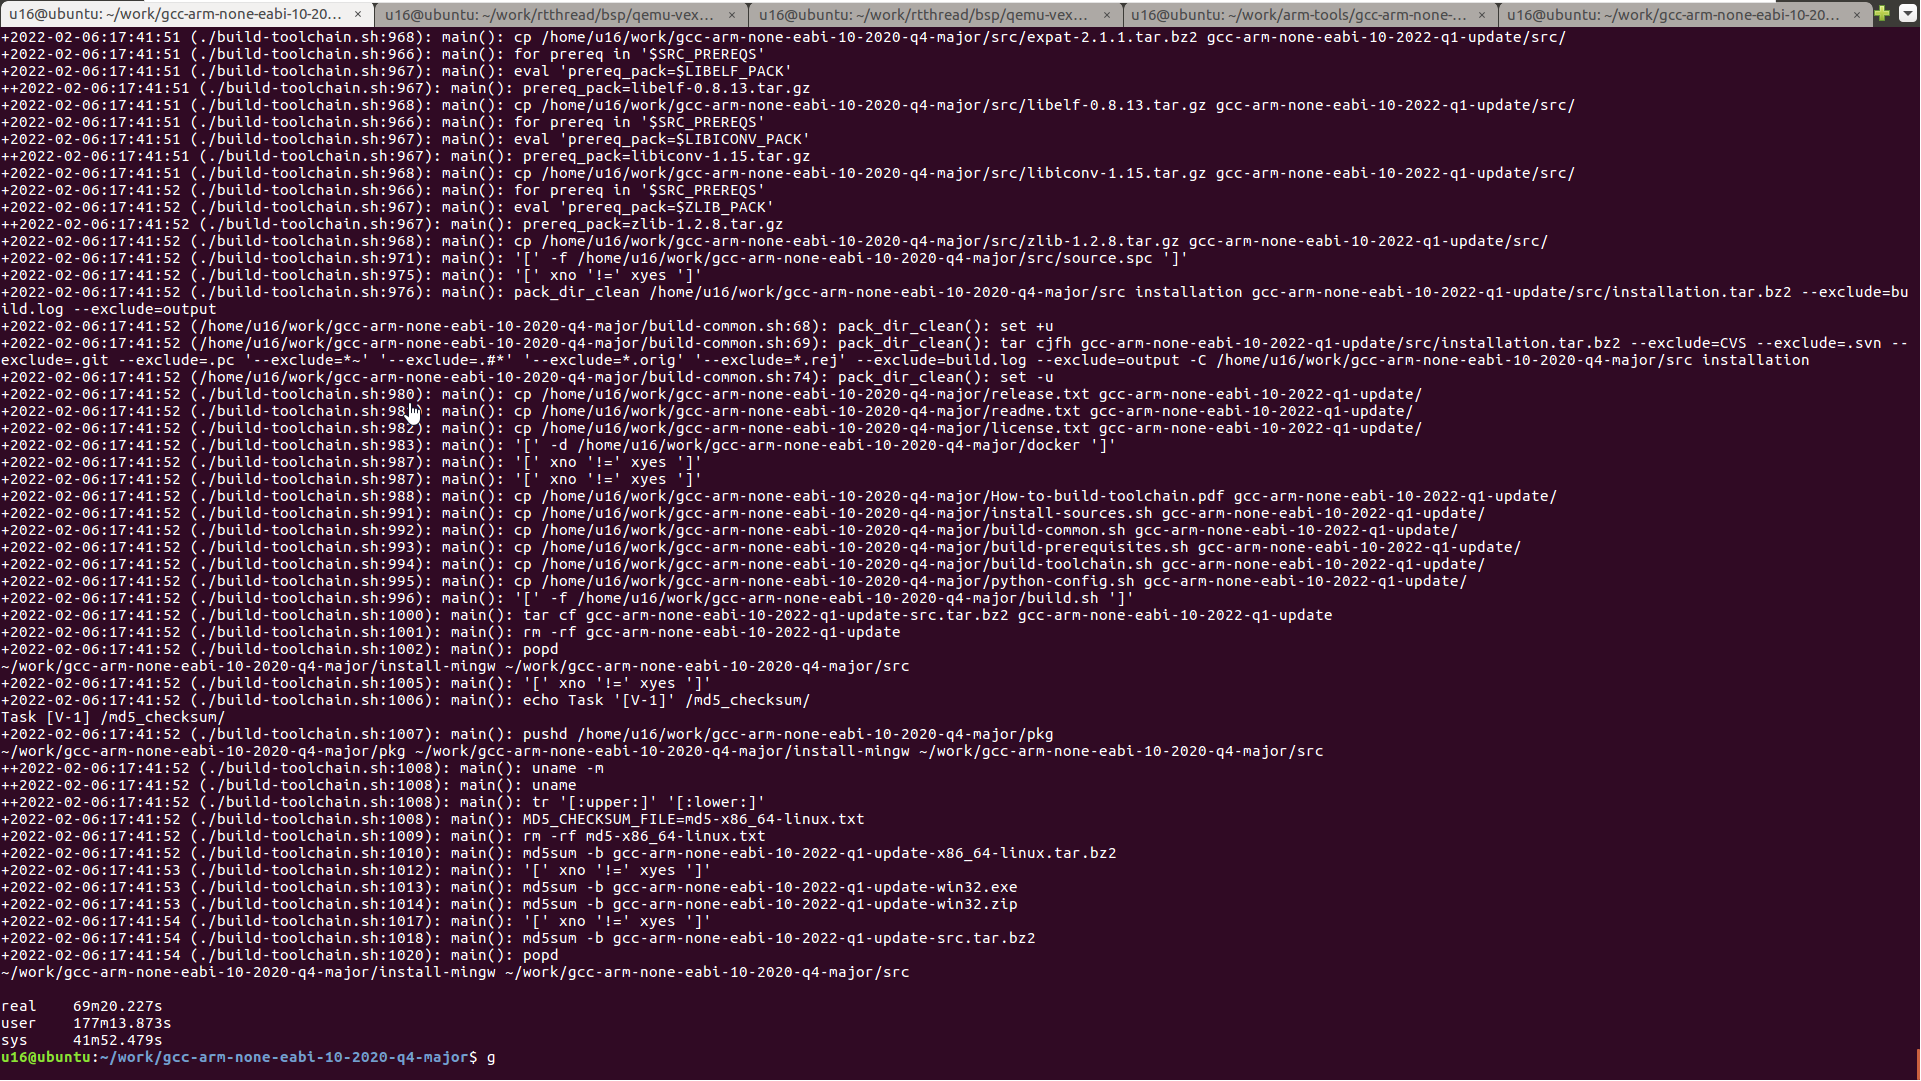 u16@ubuntu: ~/work/gcc-arm-none-eabi-10-20... × u16@ubuntu: ~/work/rtthread/bsp/qemu-vex... × u16@ubuntu: ~/work/rtthread/bsp/qemu-vex... × u16@ubuntu: ~/work/arm-tools/gcc-arm-none-... × u16@ubuntu: ~/work/gcc-arm-none-eabi-10-20... ×
+2022-02-06:17:41:51 (./build-toolchain.sh:968): main(): cp /home/u16/work/gcc-arm-none-eabi-10-2020-q4-major/src/expat-2.1.1.tar.bz2 gcc-arm-none-eabi-10-2022-q1-update/src/
+2022-02-06:17:41:51 (./build-toolchain.sh:966): main(): for prereq in '$SRC_PREREQS'
+2022-02-06:17:41:51 (./build-toolchain.sh:967): main(): eval 'prereq_pack=$LIBELF_PACK'
++2022-02-06:17:41:51 (./build-toolchain.sh:967): main(): prereq_pack=libelf-0.8.13.tar.gz
+2022-02-06:17:41:51 (./build-toolchain.sh:968): main(): cp /home/u16/work/gcc-arm-none-eabi-10-2020-q4-major/src/libelf-0.8.13.tar.gz gcc-arm-none-eabi-10-2022-q1-update/src/
+2022-02-06:17:41:51 (./build-toolchain.sh:966): main(): for prereq in '$SRC_PREREQS'
+2022-02-06:17:41:51 (./build-toolchain.sh:967): main(): eval 'prereq_pack=$LIBICONV_PACK'
++2022-02-06:17:41:51 (./build-toolchain.sh:967): main(): prereq_pack=libiconv-1.15.tar.gz
+2022-02-06:17:41:51 (./build-toolchain.sh:968): main(): cp /home/u16/work/gcc-arm-none-eabi-10-2020-q4-major/src/libiconv-1.15.tar.gz gcc-arm-none-eabi-10-2022-q1-update/src/
+2022-02-06:17:41:52 (./build-toolchain.sh:966): main(): for prereq in '$SRC_PREREQS'
+2022-02-06:17:41:52 (./build-toolchain.sh:967): main(): eval 'prereq_pack=$ZLIB_PACK'
++2022-02-06:17:41:52 (./build-toolchain.sh:967): main(): prereq_pack=zlib-1.2.8.tar.gz
+2022-02-06:17:41:52 (./build-toolchain.sh:968): main(): cp /home/u16/work/gcc-arm-none-eabi-10-2020-q4-major/src/zlib-1.2.8.tar.gz gcc-arm-none-eabi-10-2022-q1-update/src/
+2022-02-06:17:41:52 (./build-toolchain.sh:971): main(): '[' -f /home/u16/work/gcc-arm-none-eabi-10-2020-q4-major/src/source.spc ']'
+2022-02-06:17:41:52 (./build-toolchain.sh:975): main(): '[' xno '!=' xyes ']'
+2022-02-06:17:41:52 (./build-toolchain.sh:976): main(): pack_dir_clean /home/u16/work/gcc-arm-none-eabi-10-2020-q4-major/src installation gcc-arm-none-eabi-10-2022-q1-update/src/installation.tar.bz2 --exclude=bu
ild.log --exclude=output
+2022-02-06:17:41:52 (/home/u16/work/gcc-arm-none-eabi-10-2020-q4-major/build-common.sh:68): pack_dir_clean(): set +u
+2022-02-06:17:41:52 (/home/u16/work/gcc-arm-none-eabi-10-2020-q4-major/build-common.sh:69): pack_dir_clean(): tar cjfh gcc-arm-none-eabi-10-2022-q1-update/src/installation.tar.bz2 --exclude=CVS --exclude=.svn --
exclude=.git --exclude=.pc '--exclude=*~' '--exclude=.#*' '--exclude=*.orig' '--exclude=*.rej' --exclude=build.log --exclude=output -C /home/u16/work/gcc-arm-none-eabi-10-2020-q4-major/src installation
+2022-02-06:17:41:52 (/home/u16/work/gcc-arm-none-eabi-10-2020-q4-major/build-common.sh:74): pack_dir_clean(): set -u
+2022-02-06:17:41:52 (./build-toolchain.sh:980): main(): cp /home/u16/work/gcc-arm-none-eabi-10-2020-q4-major/release.txt gcc-arm-none-eabi-10-2022-q1-update/
+2022-02-06:17:41:52 (./build-toolchain.sh:98 : main(): cp /home/u16/work/gcc-arm-none-eabi-10-2020-q4-major/readme.txt gcc-arm-none-eabi-10-2022-q1-update/
+2022-02-06:17:41:52 (./build-toolchain.sh:982): main(): cp /home/u16/work/gcc-arm-none-eabi-10-2020-q4-major/license.txt gcc-arm-none-eabi-10-2022-q1-update/
+2022-02-06:17:41:52 (./build-toolchain.sh:983): main(): '[' -d /home/u16/work/gcc-arm-none-eabi-10-2020-q4-major/docker ']'
+2022-02-06:17:41:52 (./build-toolchain.sh:987): main(): '[' xno '!=' xyes ']'
+2022-02-06:17:41:52 (./build-toolchain.sh:987): main(): '[' xno '!=' xyes ']'
+2022-02-06:17:41:52 (./build-toolchain.sh:988): main(): cp /home/u16/work/gcc-arm-none-eabi-10-2020-q4-major/How-to-build-toolchain.pdf gcc-arm-none-eabi-10-2022-q1-update/
+2022-02-06:17:41:52 (./build-toolchain.sh:991): main(): cp /home/u16/work/gcc-arm-none-eabi-10-2020-q4-major/install-sources.sh gcc-arm-none-eabi-10-2022-q1-update/
+2022-02-06:17:41:52 (./build-toolchain.sh:992): main(): cp /home/u16/work/gcc-arm-none-eabi-10-2020-q4-major/build-common.sh gcc-arm-none-eabi-10-2022-q1-update/
+2022-02-06:17:41:52 (./build-toolchain.sh:993): main(): cp /home/u16/work/gcc-arm-none-eabi-10-2020-q4-major/build-prerequisites.sh gcc-arm-none-eabi-10-2022-q1-update/
+2022-02-06:17:41:52 (./build-toolchain.sh:994): main(): cp /home/u16/work/gcc-arm-none-eabi-10-2020-q4-major/build-toolchain.sh gcc-arm-none-eabi-10-2022-q1-update/
+2022-02-06:17:41:52 (./build-toolchain.sh:995): main(): cp /home/u16/work/gcc-arm-none-eabi-10-2020-q4-major/python-config.sh gcc-arm-none-eabi-10-2022-q1-update/
+2022-02-06:17:41:52 (./build-toolchain.sh:996): main(): '[' -f /home/u16/work/gcc-arm-none-eabi-10-2020-q4-major/build.sh ']'
+2022-02-06:17:41:52 (./build-toolchain.sh:1000): main(): tar cf gcc-arm-none-eabi-10-2022-q1-update-src.tar.bz2 gcc-arm-none-eabi-10-2022-q1-update
+2022-02-06:17:41:52 (./build-toolchain.sh:1001): main(): rm -rf gcc-arm-none-eabi-10-2022-q1-update
+2022-02-06:17:41:52 (./build-toolchain.sh:1002): main(): popd
~/work/gcc-arm-none-eabi-10-2020-q4-major/install-mingw ~/work/gcc-arm-none-eabi-10-2020-q4-major/src
+2022-02-06:17:41:52 (./build-toolchain.sh:1005): main(): '[' xno '!=' xyes ']'
+2022-02-06:17:41:52 (./build-toolchain.sh:1006): main(): echo Task '[V-1]' /md5_checksum/
Task [V-1] /md5_checksum/
+2022-02-06:17:41:52 (./build-toolchain.sh:1007): main(): pushd /home/u16/work/gcc-arm-none-eabi-10-2020-q4-major/pkg
~/work/gcc-arm-none-eabi-10-2020-q4-major/pkg ~/work/gcc-arm-none-eabi-10-2020-q4-major/install-mingw ~/work/gcc-arm-none-eabi-10-2020-q4-major/src
++2022-02-06:17:41:52 (./build-toolchain.sh:1008): main(): uname -m
++2022-02-06:17:41:52 (./build-toolchain.sh:1008): main(): uname
++2022-02-06:17:41:52 (./build-toolchain.sh:1008): main(): tr '[:upper:]' '[:lower:]'
+2022-02-06:17:41:52 (./build-toolchain.sh:1008): main(): MD5_CHECKSUM_FILE=md5-x86_64-linux.txt
+2022-02-06:17:41:52 (./build-toolchain.sh:1009): main(): rm -rf md5-x86_64-linux.txt
+2022-02-06:17:41:52 (./build-toolchain.sh:1010): main(): md5sum -b gcc-arm-none-eabi-10-2022-q1-update-x86_64-linux.tar.bz2
+2022-02-06:17:41:53 (./build-toolchain.sh:1012): main(): '[' xno '!=' xyes ']'
+2022-02-06:17:41:53 (./build-toolchain.sh:1013): main(): md5sum -b gcc-arm-none-eabi-10-2022-q1-update-win32.exe
+2022-02-06:17:41:53 (./build-toolchain.sh:1014): main(): md5sum -b gcc-arm-none-eabi-10-2022-q1-update-win32.zip
+2022-02-06:17:41:54 (./build-toolchain.sh:1017): main(): '[' xno '!=' xyes ']'
+2022-02-06:17:41:54 (./build-toolchain.sh:1018): main(): md5sum -b gcc-arm-none-eabi-10-2022-q1-update-src.tar.bz2
+2022-02-06:17:41:54 (./build-toolchain.sh:1020): main(): popd
~/work/gcc-arm-none-eabi-10-2020-q4-major/install-mingw ~/work/gcc-arm-none-eabi-10-2020-q4-major/src
real 69m20.227s
user 177m13.873s
sys 41m52.479s
u16@ubuntu:~/work/gcc-arm-none-eabi-10-2020-q4-major$ g